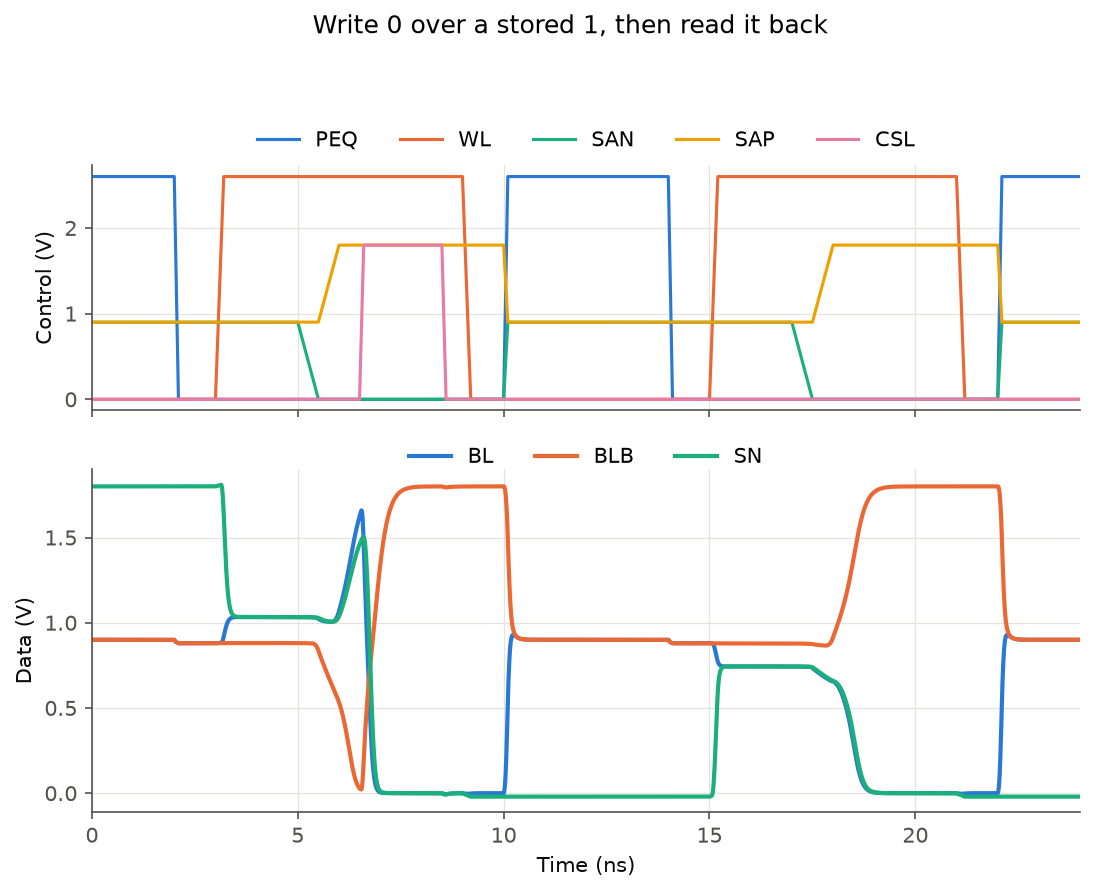 Write 0 over a stored 1, then read it back
PEQ WL SAN SAP CSL
Control (V)
2
1
0
BL BLB SN
Data (V)
1.5
1.0
0.5
0.0
0 5 10 15 20
Time (ns)